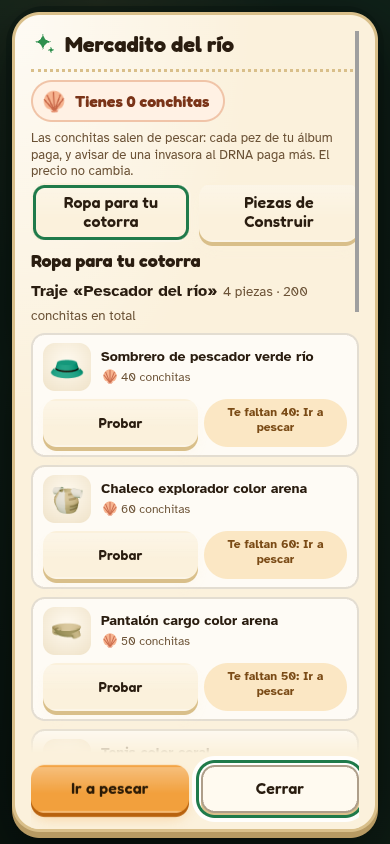 Mercadito del río
Tienes 0 conchitas
Las conchitas salen de pescar: cada pez de tu álbum
paga, y avisar de una invasora al DRNA paga más. El
precio no cambia.
Ropa para tu
cotorra
Piezas de
Construir
Ropa para tu cotorra
Traje «Pescador del río» 4 piezas · 200
conchitas en total
Sombrero de pescador verde río
40 conchitas
Probar
Te faltan 40: Ir a
pescar
Chaleco explorador color arena
60 conchitas
Probar
Te faltan 60: Ir a
pescar
Pantalón cargo color arena
50 conchitas
Probar
Te faltan 50: Ir a
pescar
Ir a pescar
Cerrar